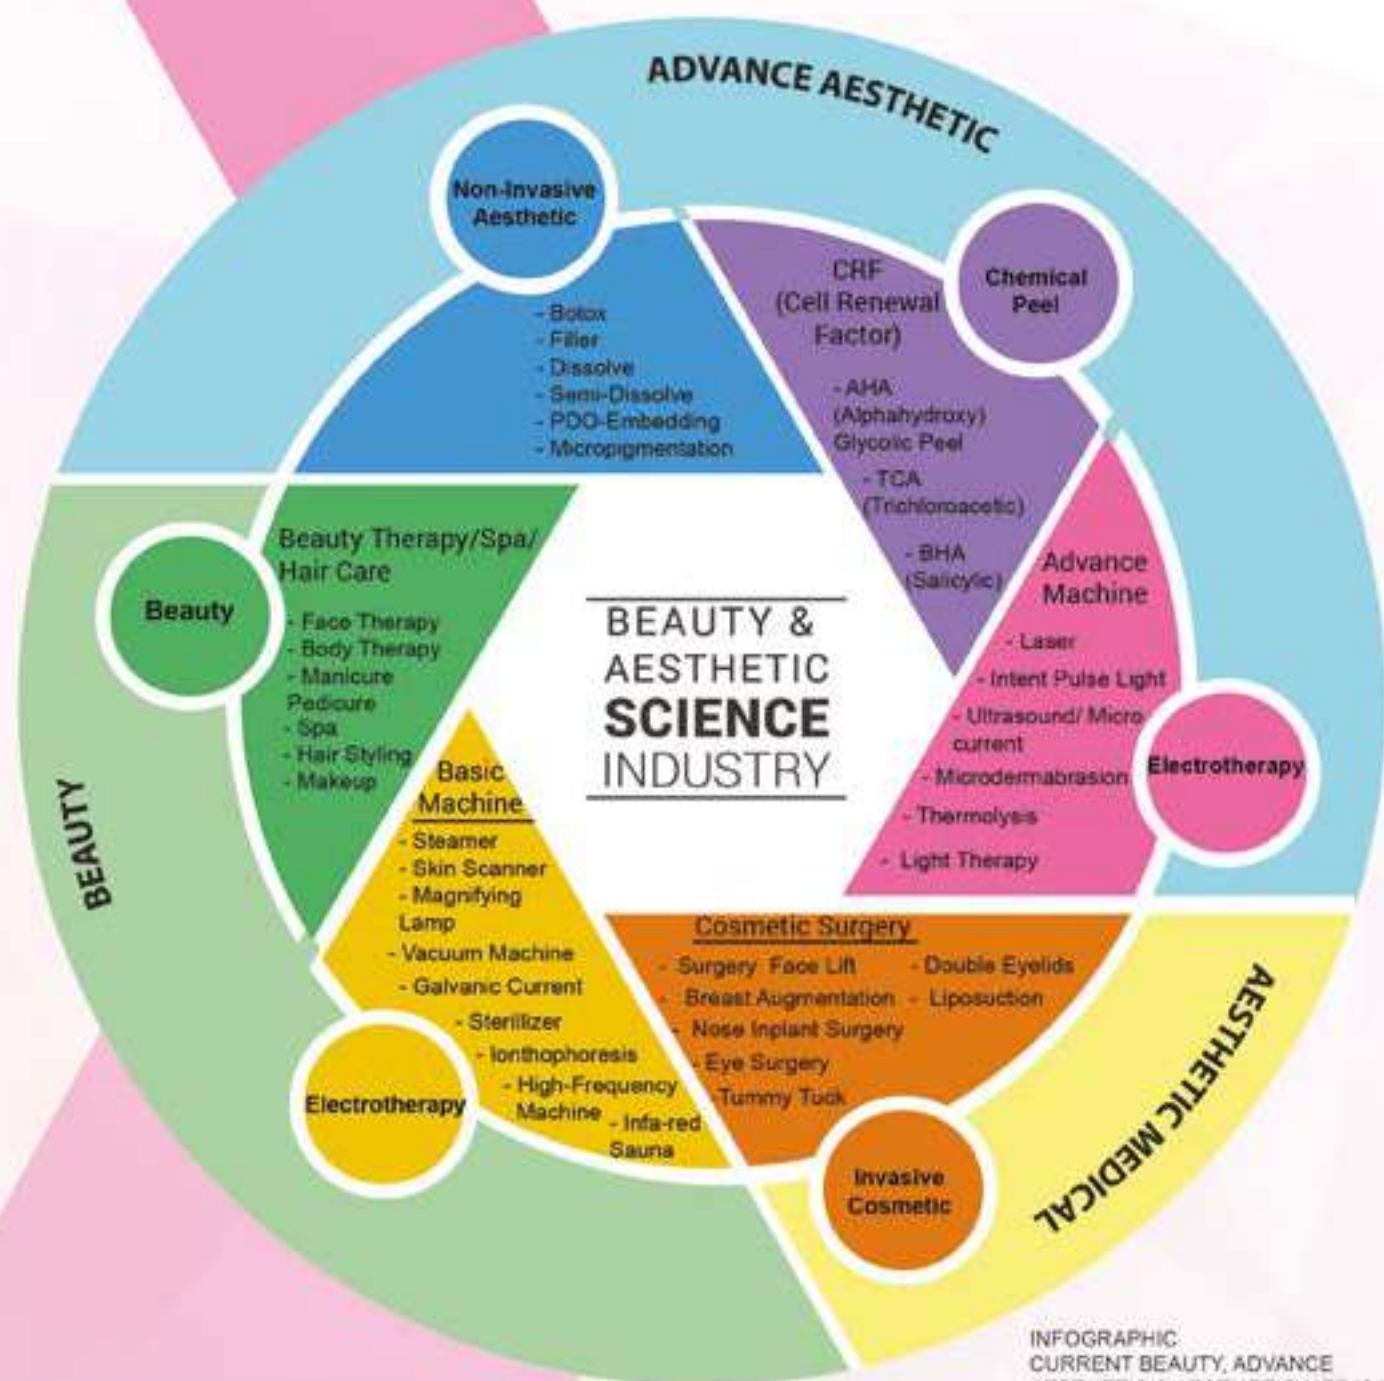 ADVANCE AESTHETIC
Non-Invasive
Aesthetic
- Botox
- Filler
- Dissolve
- Semi-Dissolve
- PDO-Embedding
- Micropigmentation
Chemical
Peel
CRF
(Cell Renewal
Factor)
- AHA
(Alphahydroxy)
Glycolic Peel
- TCA
(Trichloroacetic)
- BHA
(Salicylic)
Electrotherapy
Advance
Machine
- Laser
- Intent Pulse Light
- Ultrasound/ Micro
current
- Microdermabrasion
- Thermolysis
- Light Therapy
BEAUTY &
AESTHETIC
SCIENCE
INDUSTRY
BEAUTY
Beauty
Beauty Therapy/Spa/
Hair Care
- Face Therapy
- Body Therapy
- Manicure
Pedicure
- Spa
- Hair Styling
- Makeup
Electrotherapy
Basic
Machine
- Steamer
- Skin Scanner
- Magnifying
Lamp
- Vacuum Machine
- Galvanic Current
- Sterillizer
- Ionthophoresis
- High-Frequency
Machine
- Infa-red
Sauna
AESTHETIC MEDICAL
Invasive
Cosmetic
Cosmetic Surgery
- Surgery Face Lift
- Breast Augmentation
- Nose Inplant Surgery
- Eye Surgery
- Tummy Tuck
- Double Eyelids
- Liposuction
INFOGRAPHIC
CURRENT BEAUTY, ADVANCE